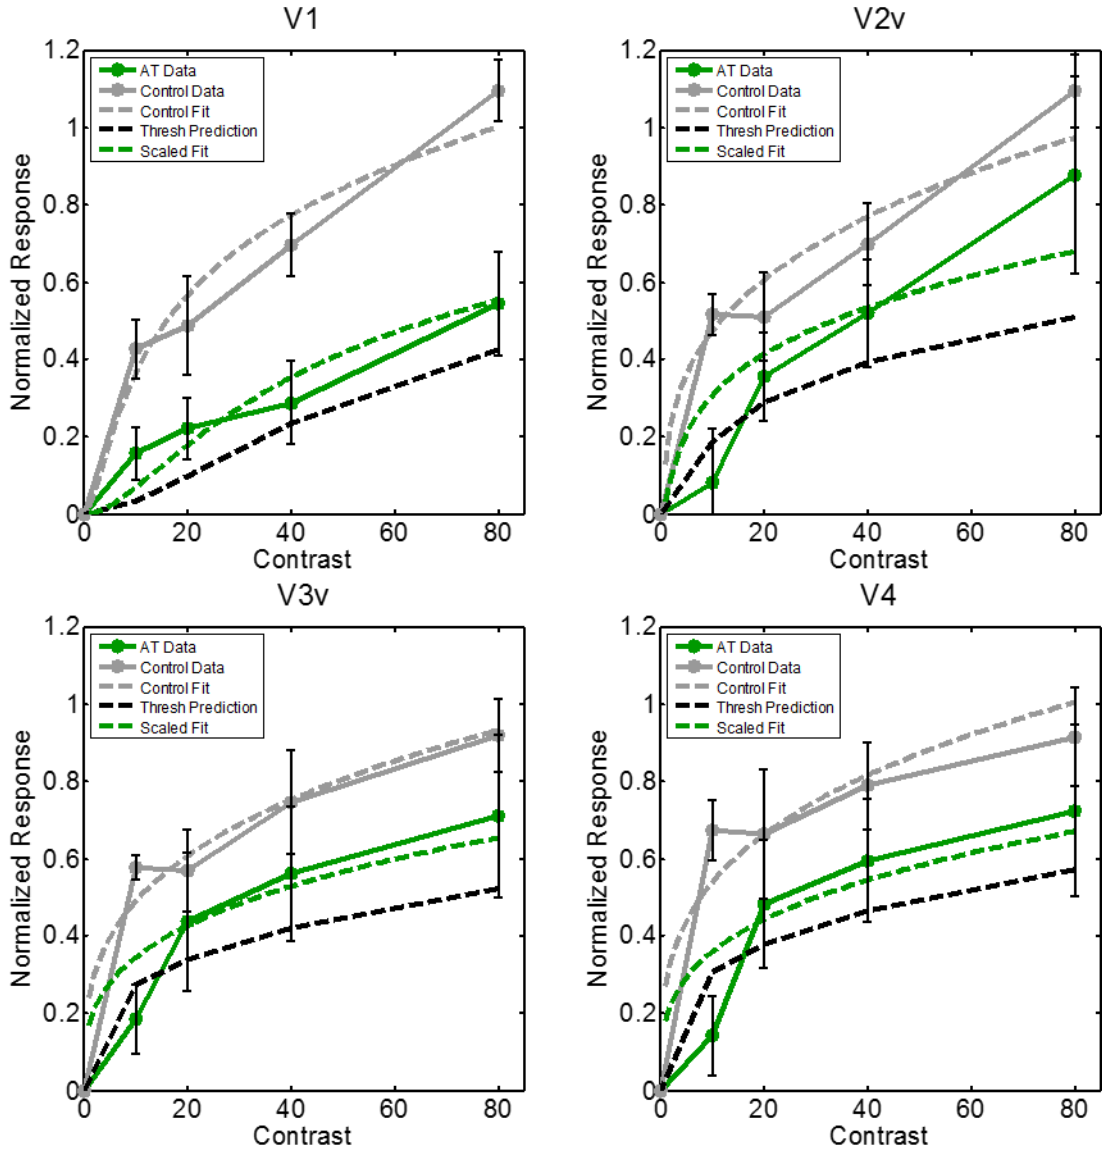 V1
1.2
1
0.8
0.6
0.4
0.2
0
Normalized Response
AT Data
Control Data
Control Fit
Thresh Prediction
Scaled Fit
0 20 40 60 80
Contrast
V2v
1.2
1
0.8
0.6
0.4
0.2
0
Normalized Response
AT Data
Control Data
Control Fit
Thresh Prediction
Scaled Fit
0 20 40 60 80
Contrast
V3v
1.2
1
0.8
0.6
0.4
0.2
0
Normalized Response
AT Data
Control Data
Control Fit
Thresh Prediction
Scaled Fit
0 20 40 60 80
Contrast
V4
1.2
1
0.8
0.6
0.4
0.2
0
Normalized Response
AT Data
Control Data
Control Fit
Thresh Prediction
Scaled Fit
0 20 40 60 80
Contrast